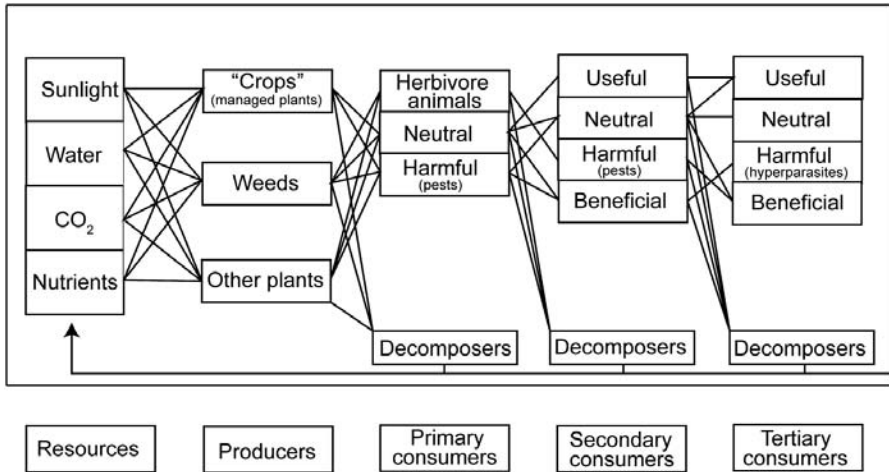 Sunlight
Water
CO₂
Nutrients
“Crops”
(managed plants)
Weeds
Other plants
Herbivore
animals
Neutral
Harmful
(pests)
Decomposers
Useful
Neutral
Harmful
(pests)
Beneficial
Decomposers
Useful
Neutral
Harmful
(hyperparasites)
Beneficial
Decomposers
Resources
Producers
Primary
consumers
Secondary
consumers
Tertiary
consumers